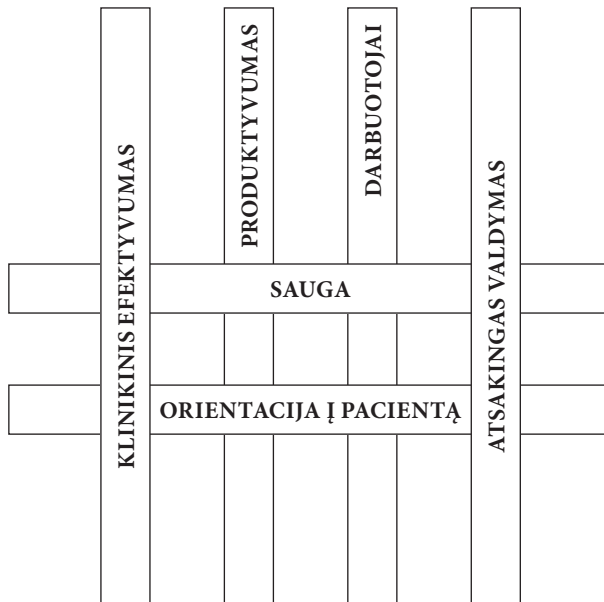 KLINIKINIS EFEKTYVUMAS
PRODUKTYVUMAS
DARBUOTOJAI
ATSAKINGAS VALDYMAS
SAUGA
ORIENTACIJA Į PACIENTĄ